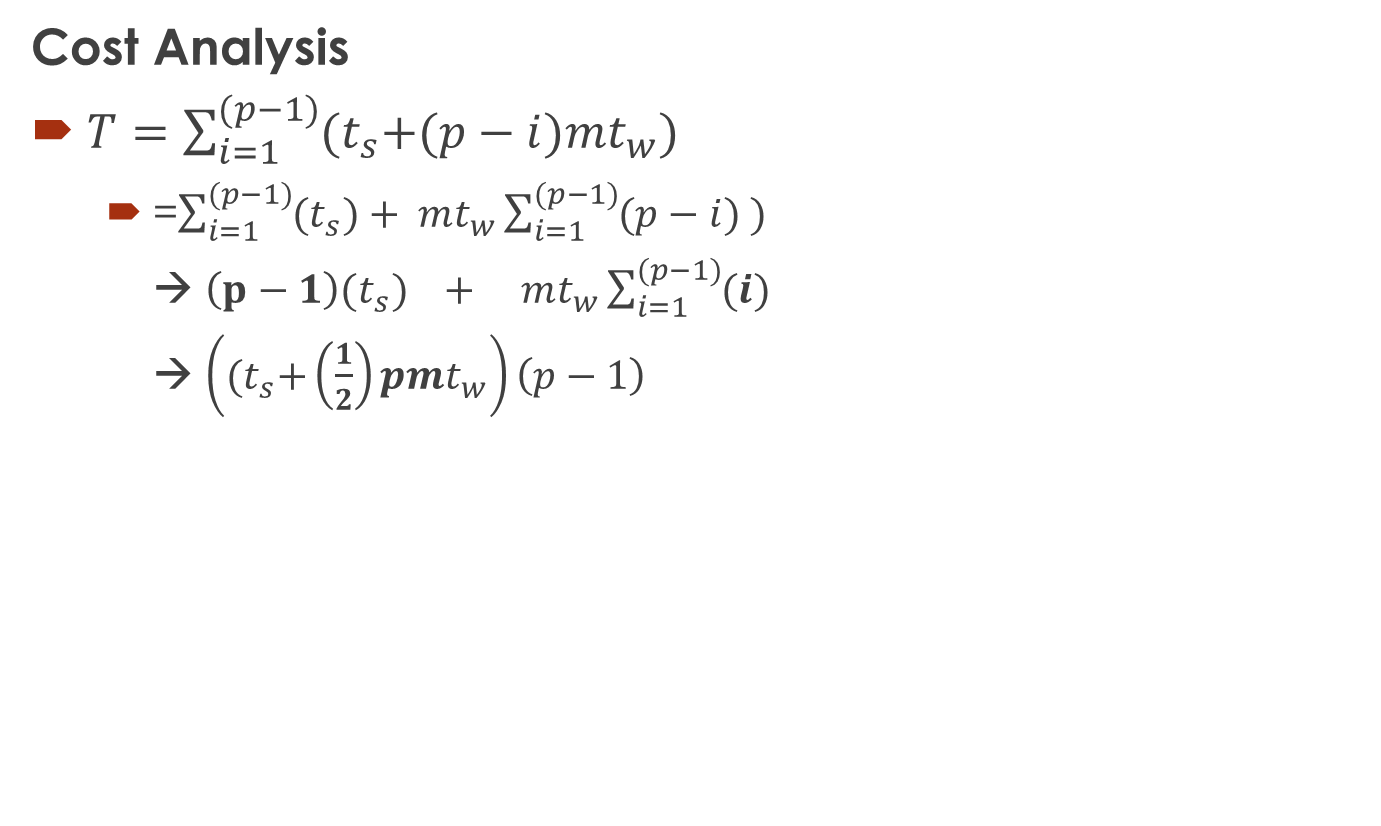 Cost Analysis
T = ∑_{i=1}^{(p−1)}(t_s+(p − i)mt_w)
=∑_{i=1}^{(p−1)}(t_s) + mt_w ∑_{i=1}^{(p−1)}(p − i) )
→ (p − 1)(t_s) + mt_w ∑_{i=1}^{(p−1)}(i)
→ ((t_s+(1/2)pmt_w)(p − 1)